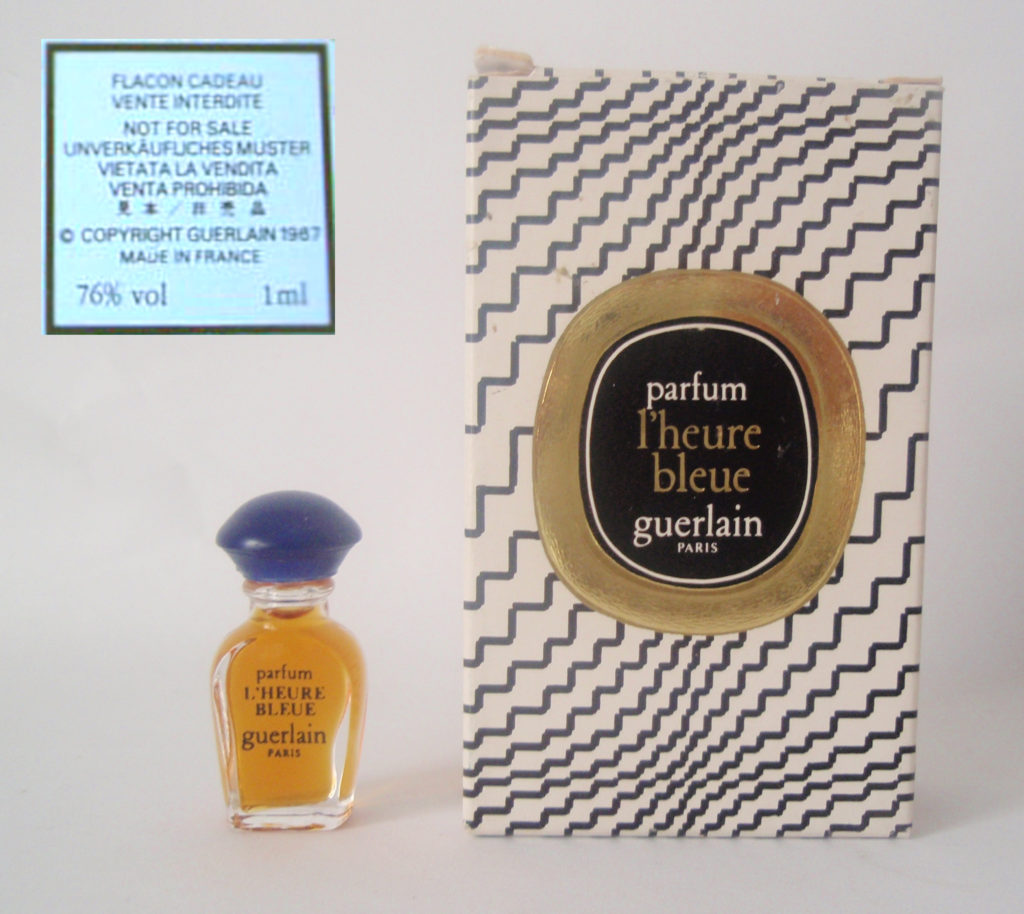 FLACON CADEAU
VENTE INTERDITE
NOT FOR SALE
UNVERKÄUFLICHES MUSTER
VIETATA LA VENDITA
VENTA PROHIBIDA
見本／非売品
© COPYRIGHT GUERLAIN 1967
MADE IN FRANCE
76% vol 1ml
parfum
l'heure
bleue
guerlain
PARIS
parfum
L'HEURE
BLEUE
guerlain
PARIS